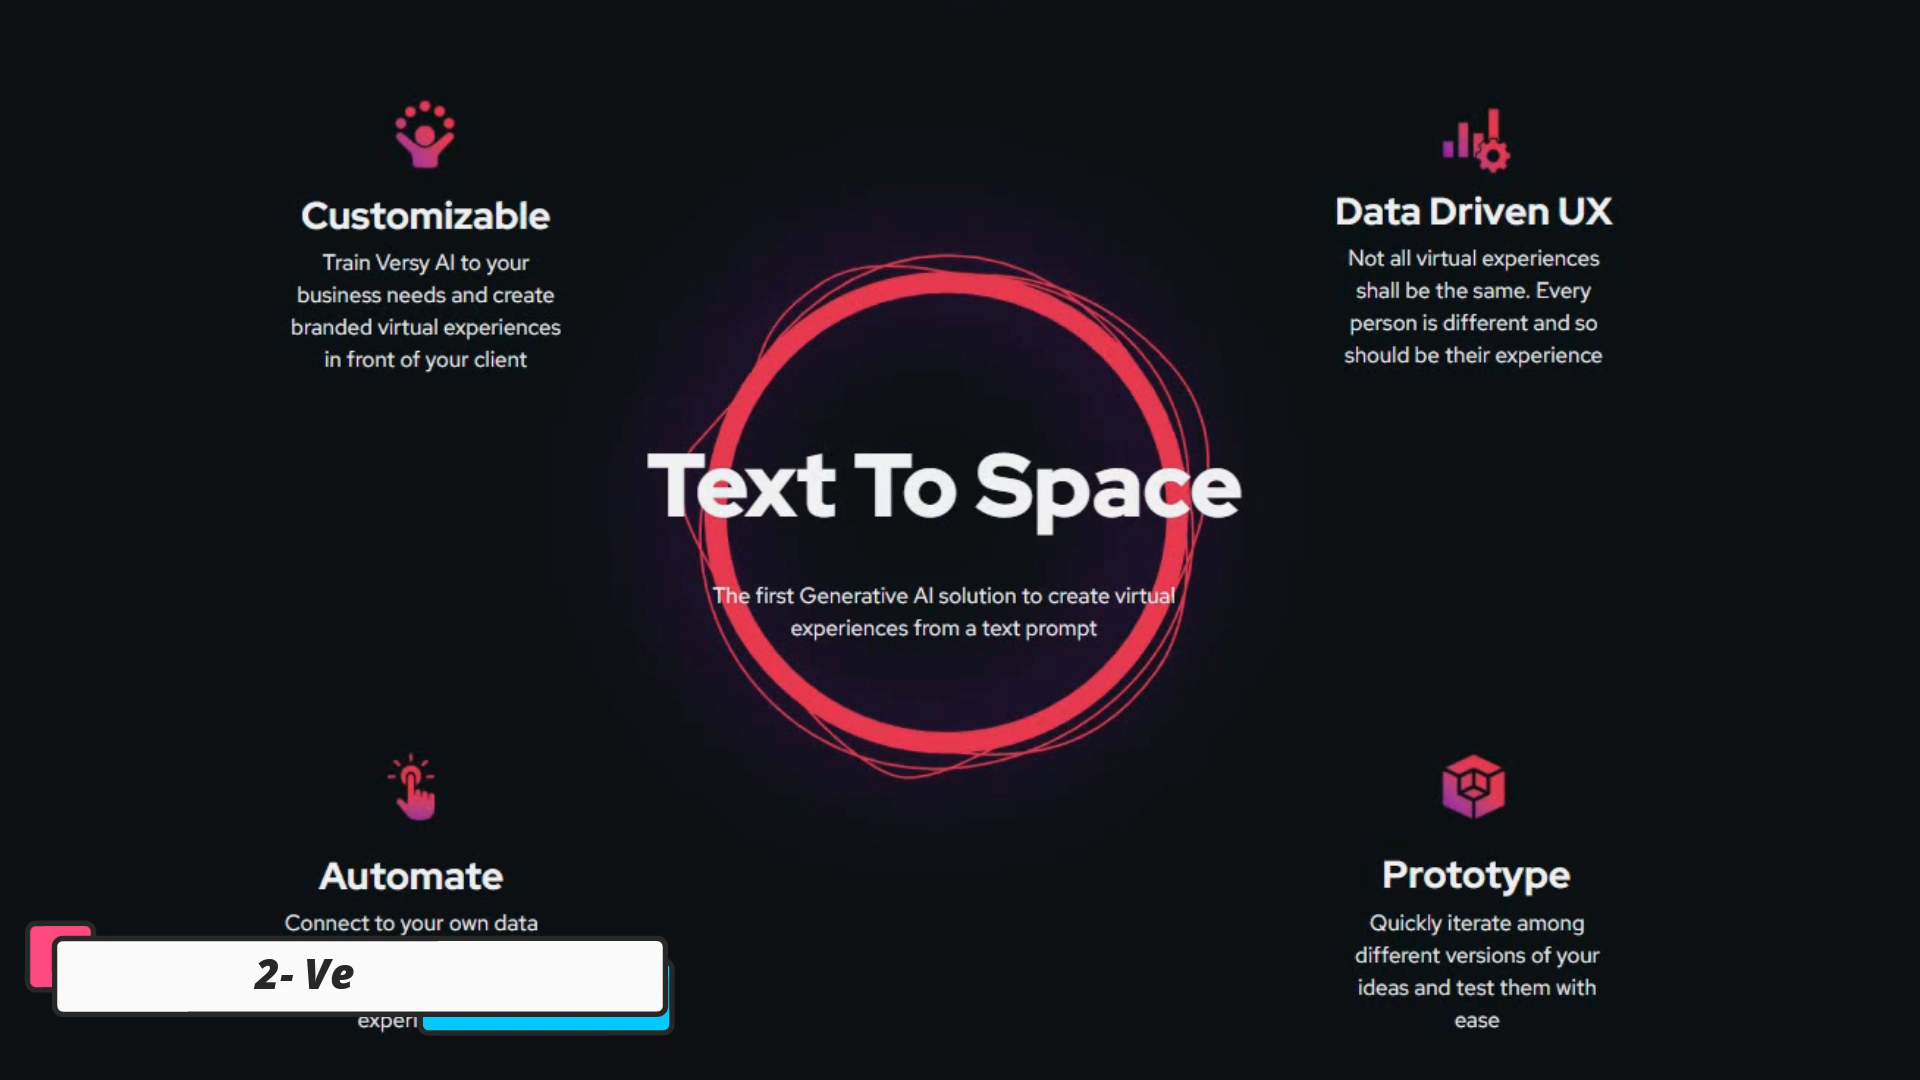 Customizable
Train Versy AI to your
business needs and create
branded virtual experiences
in front of your client
Data Driven UX
Not all virtual experiences
shall be the same. Every
person is different and so
should be their experience
Text To Space
The first Generative AI solution to create virtual
experiences from a text prompt
Automate
Connect to your own data
experi
Prototype
Quickly iterate among
different versions of your
ideas and test them with
ease
2- Ve